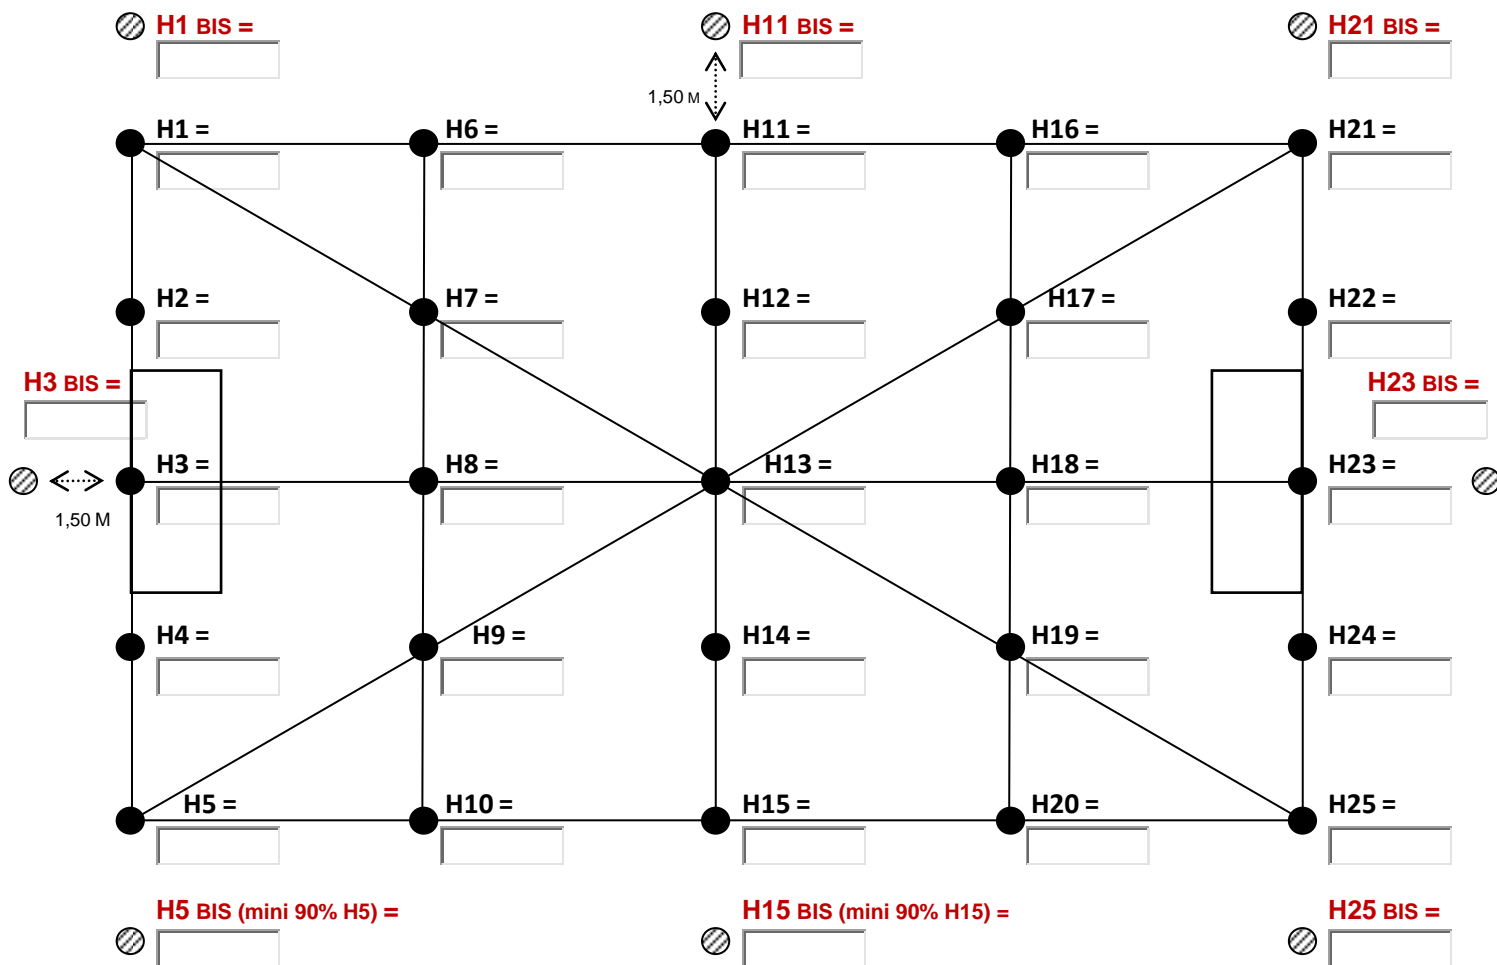 H1 BIS = H11 BIS = H21 BIS =
1,50 M
H1 = H6 = H11 = H16 = H21 =
H2 = H7 = H12 = H17 = H22 =
H3 BIS = H23 BIS =
H3 = H8 = H13 = H18 = H23 =
1,50 M
H4 = H9 = H14 = H19 = H24 =
H5 = H10 = H15 = H20 = H25 =
H5 BIS (mini 90% H5) = H15 BIS (mini 90% H15) = H25 BIS =